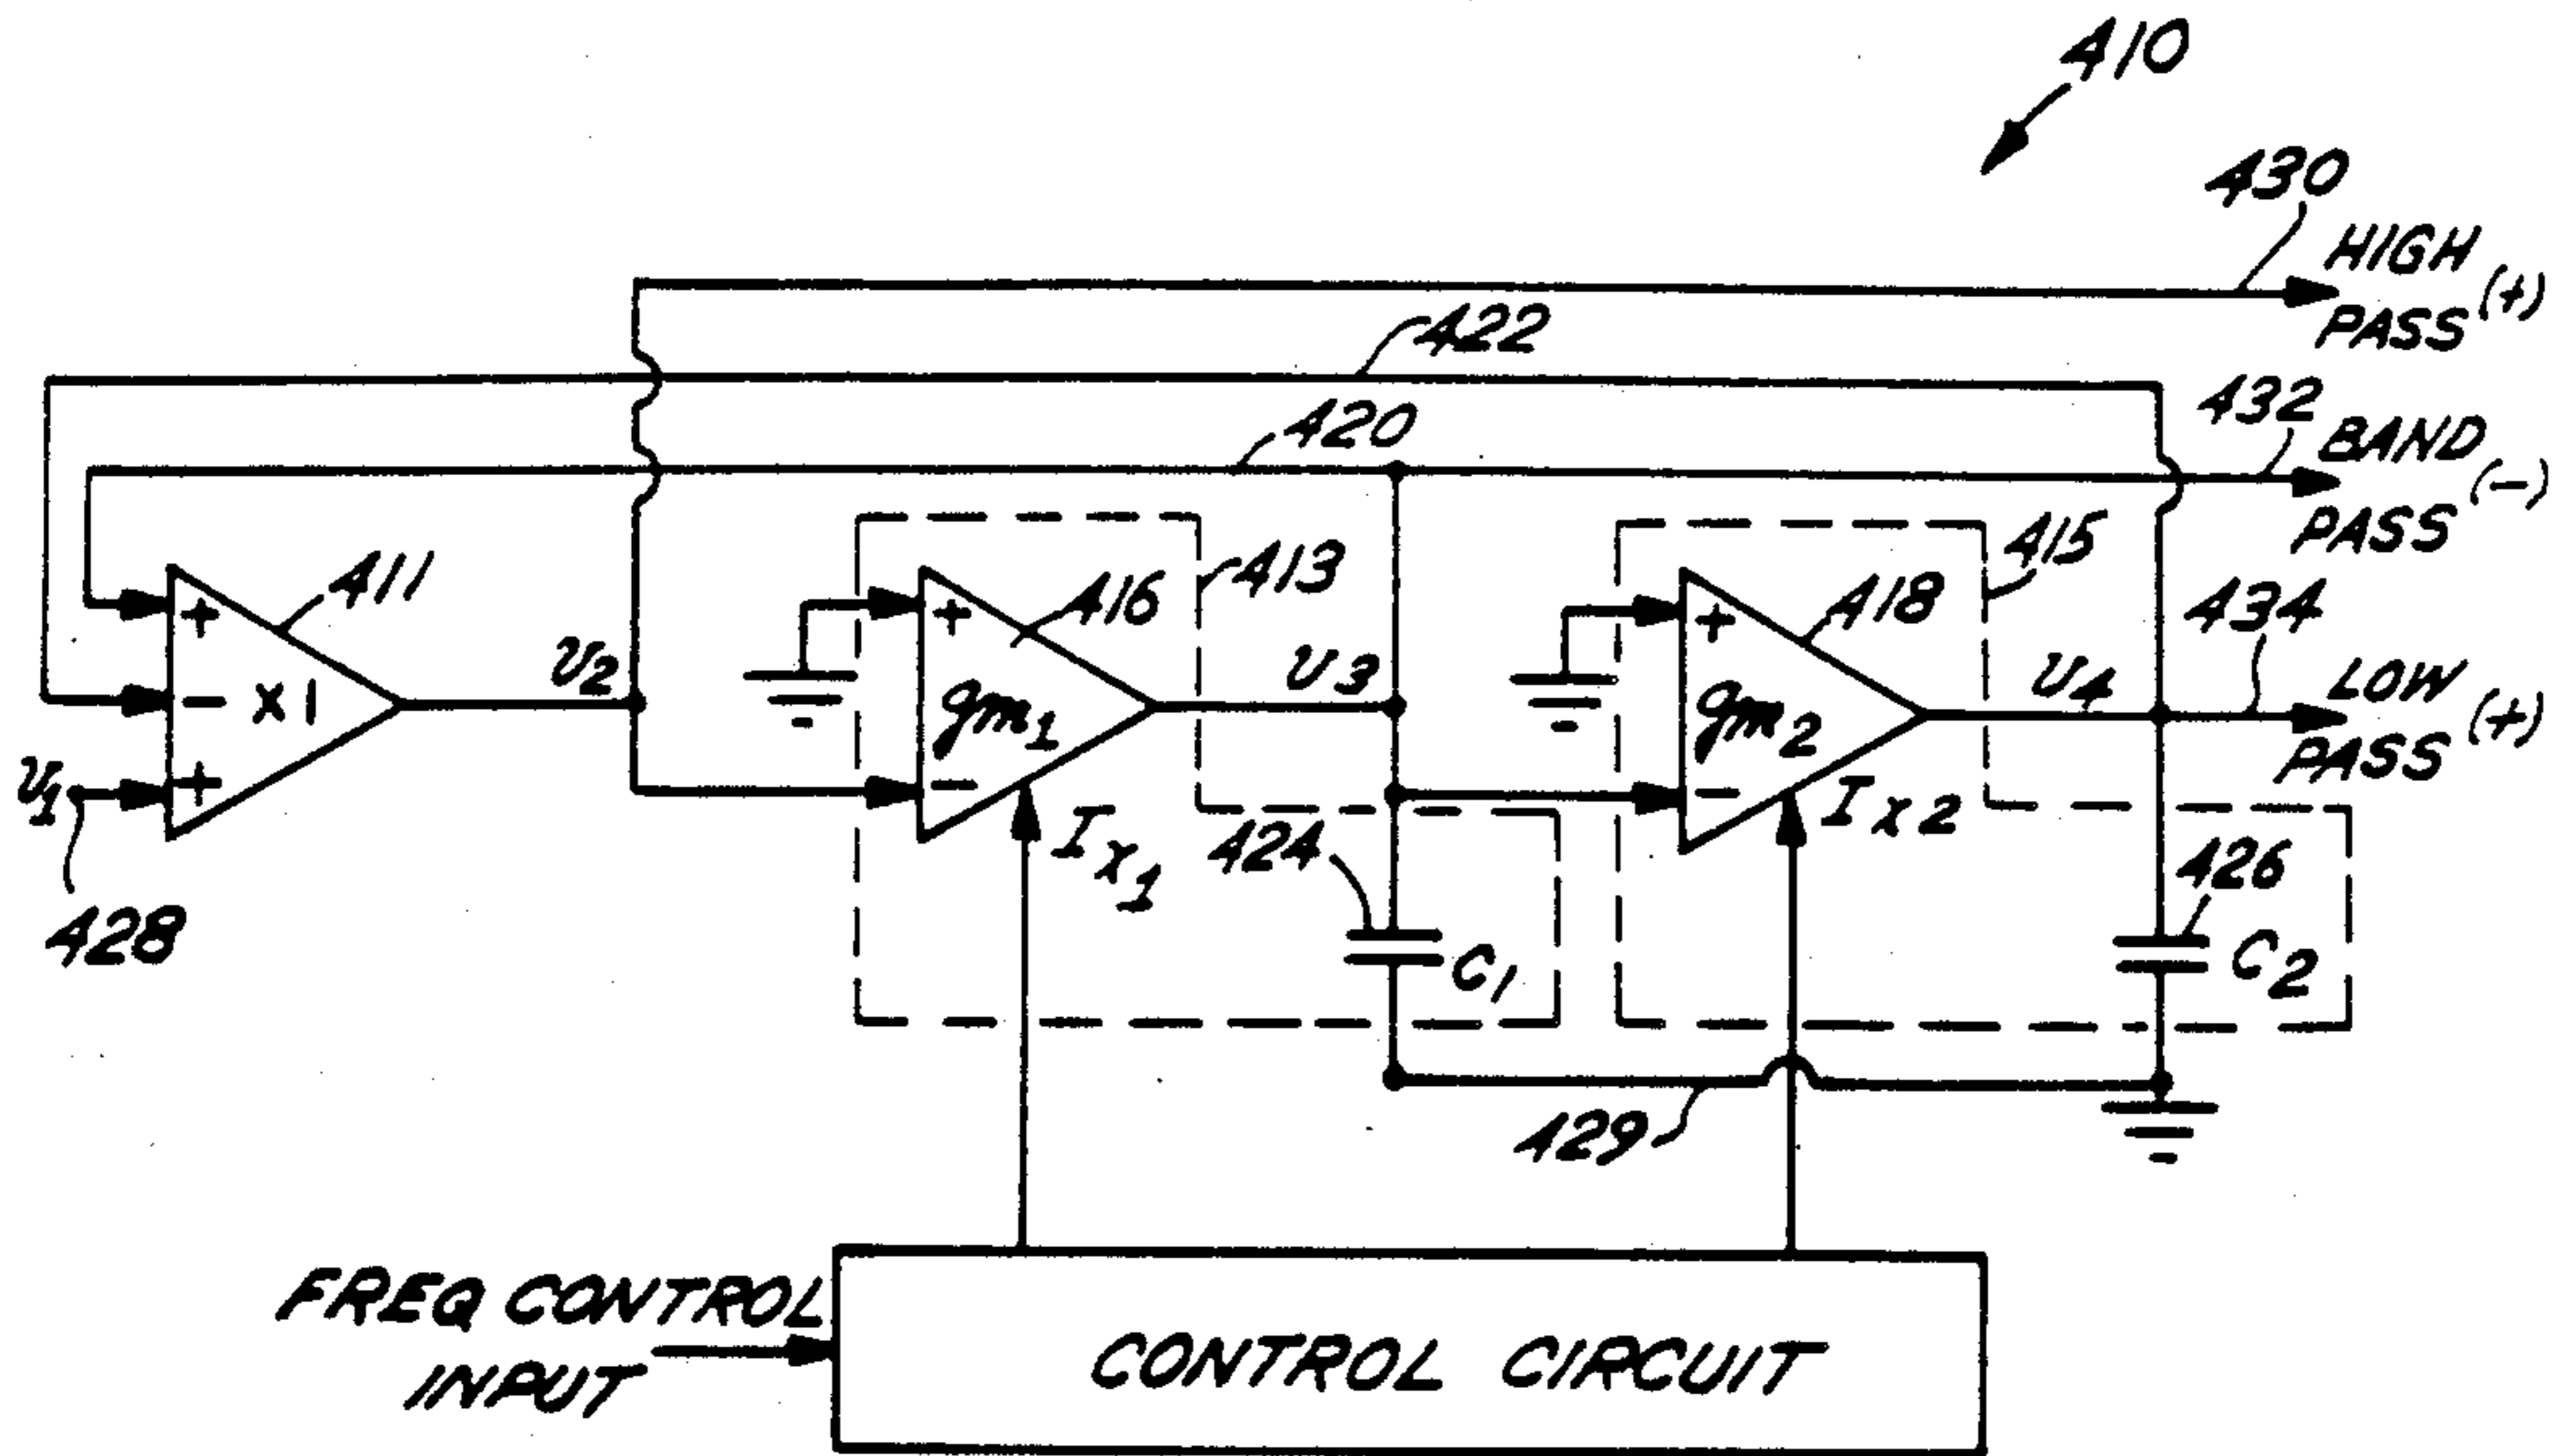 410
430
HIGH
PASS (+)
422
432
BAND
PASS (-)
420
415
411
+
- X1
+
V1
428
V2
413
416
+
gm1
-
IX1
V3
424
C1
418
+
gm2
-
IX2
V4
434
LOW
PASS (+)
426
C2
429
FREQ CONTROL
INPUT
CONTROL CIRCUIT